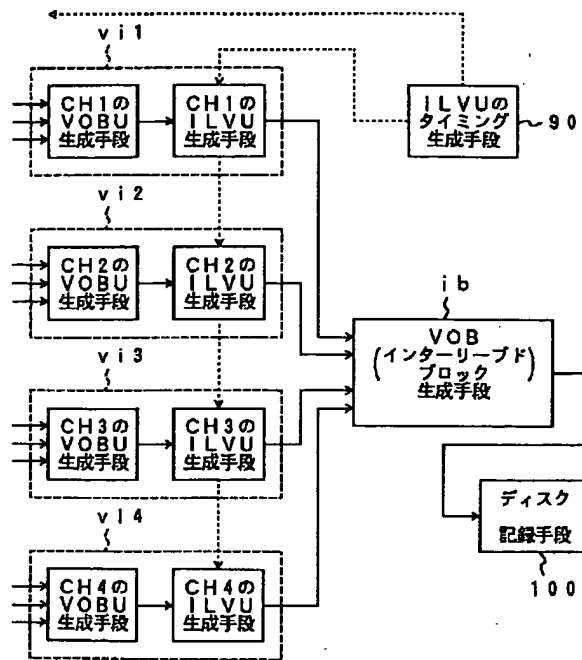 vi1
CH1の
VOBU
生成手段
CH1の
ILVU
生成手段
ILVUの
タイミング
生成手段
90
vi2
CH2の
VOBU
生成手段
CH2の
ILVU
生成手段
ib
VOB
(インターリーブド)
ブロック
生成手段
vi3
CH3の
VOBU
生成手段
CH3の
ILVU
生成手段
vi4
CH4の
VOBU
生成手段
CH4の
ILVU
生成手段
ディスク
記録手段
100